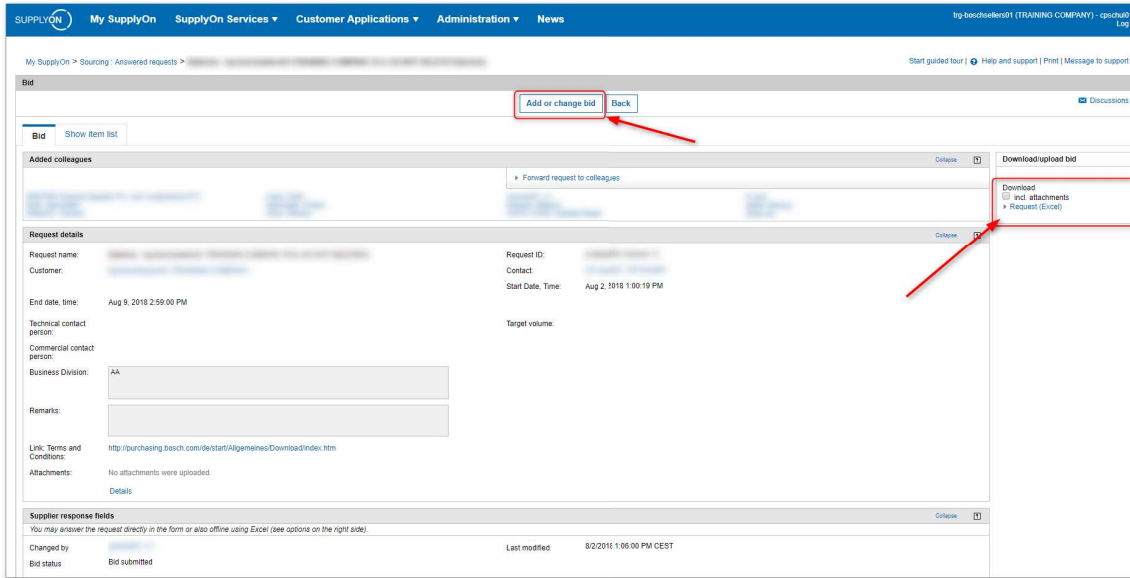 SUPPLYON My SupplyOn SupplyOn Services ▾ Customer Applications ▾ Administration ▾ News
trg-boschsellers01 (TRAINING COMPANY) - cpschul0
Log
My SupplyOn > Sourcing : Answered requests >
Start guided tour | Help and support | Print | Message to support
Bid
Add or change bid Back
Discussions
Bid Show item list
Added colleagues Collapse
Download/upload bid
Forward request to colleagues
Download
incl. attachments
Request (Excel)
Request details Collapse
Request name: Request ID:
Customer: Contact:
Start Date, Time: Aug 2, 2018 1:00:19 PM
End date, time: Aug 9, 2018 2:59:00 PM
Technical contact person: Target volume:
Commercial contact person:
Business Division: AA
Remarks:
Link: Terms and Conditions: http://purchasing.bosch.com/de/start/Allgemeines/Download/index.htm
Attachments: No attachments were uploaded.
Details
Supplier response fields Collapse
You may answer the request directly in the form or also offline using Excel (see options on the right side).
Changed by Last modified 8/2/2018 1:06:00 PM CEST
Bid status Bid submitted